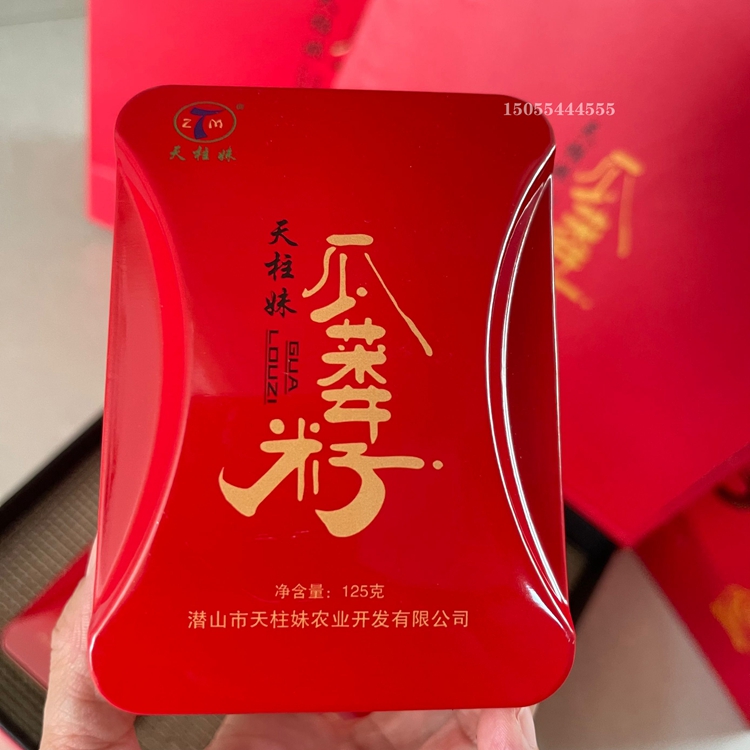 15055444555
Z T M ®
天柱妹
天柱妹
GUA LOUZI
瓜蒌籽
净含量：125克
潜山市天柱妹农业开发有限公司